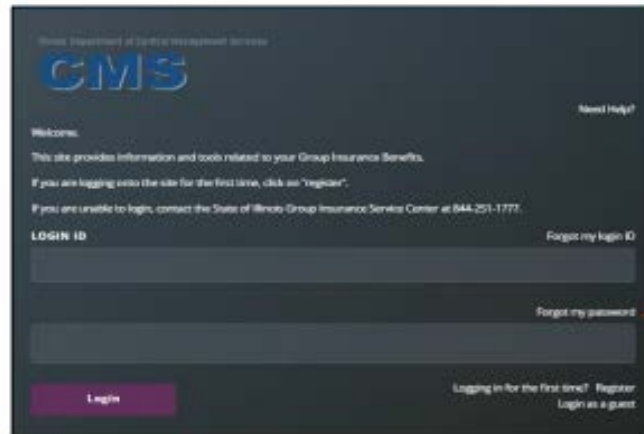 Illinois Department of Central Management Services
CMS
Need Help?
Welcome.
This site provides information and tools related to your Group Insurance Benefits.
If you are logging onto the site for the first time, click on "register".
If you are unable to login, contact the State of Illinois Group Insurance Service Center at 844-251-1777.
LOGIN ID Forgot my login ID
Forgot my password
Login
Logging in for the first time? Register
Login as a guest